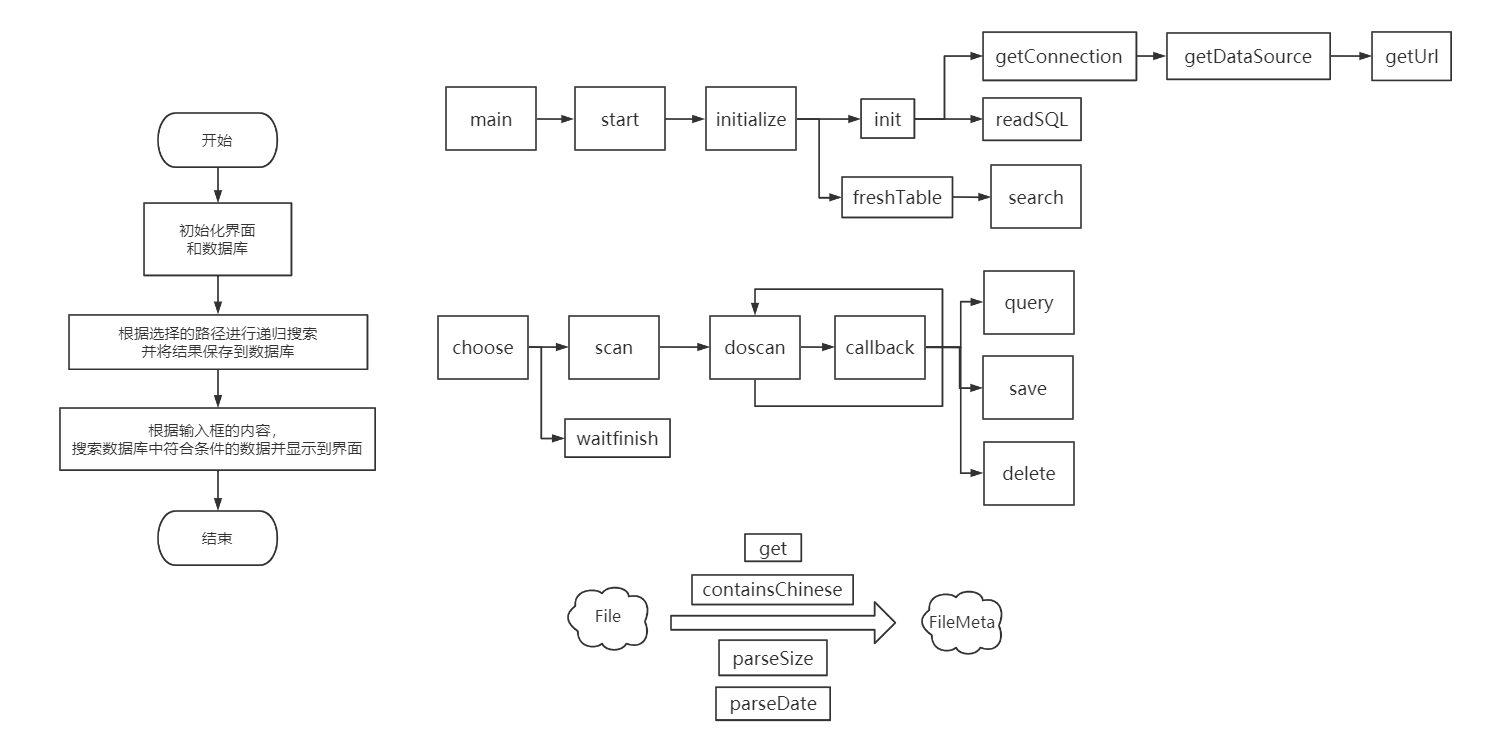 开始
初始化界面
和数据库
根据选择的路径进行递归搜索
并将结果保存到数据库
根据输入框的内容，
搜索数据库中符合条件的数据并显示到界面
结束
main
start
initialize
init
getConnection
getDataSource
getUrl
readSQL
freshTable
search
choose
scan
doscan
callback
query
save
delete
waitfinish
get
containsChinese
File
FileMeta
parseSize
parseDate